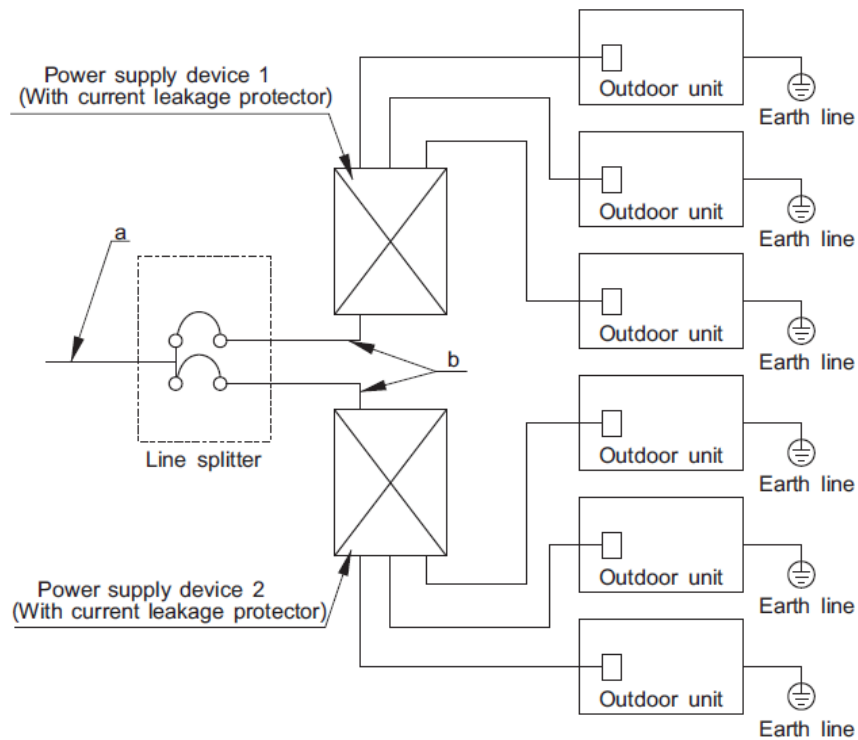 Power supply device 1
(With current leakage protector)
Outdoor unit
Earth line
Outdoor unit
Earth line
a
Outdoor unit
Earth line
b
Line splitter
Outdoor unit
Earth line
Outdoor unit
Earth line
Power supply device 2
(With current leakage protector)
Outdoor unit
Earth line